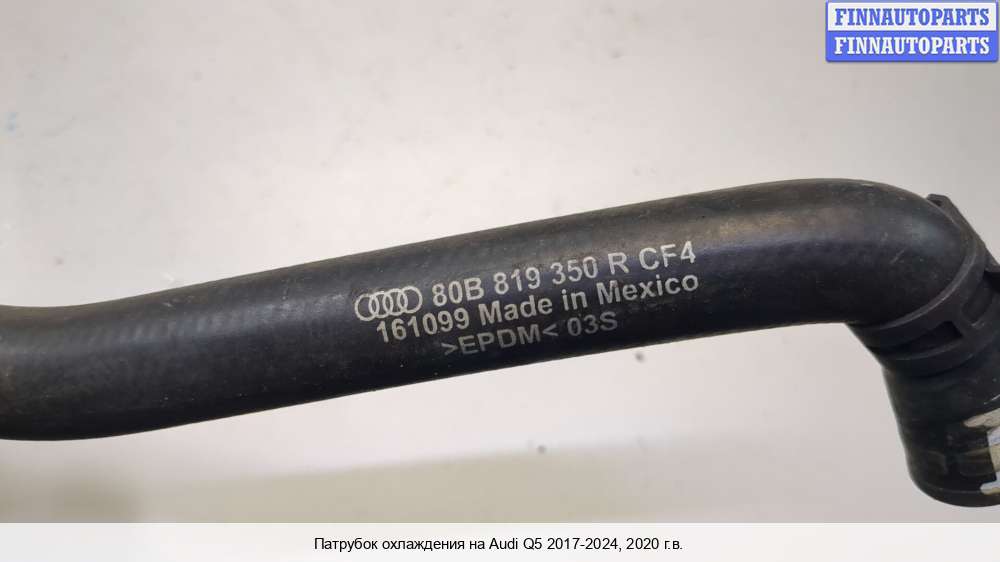 FINNAUTOPARTS
FINNAUTOPARTS
80B 819 350 R CF4
161099 Made in Mexico
>EPDM< 03S
Патрубок охлаждения на Audi Q5 2017-2024, 2020 г.в.